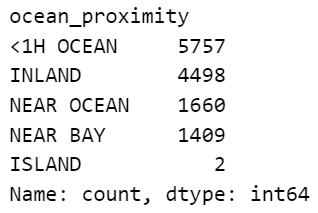 ocean_proximity
<1H OCEAN     5757
INLAND        4498
NEAR OCEAN    1660
NEAR BAY      1409
ISLAND           2
Name: count, dtype: int64